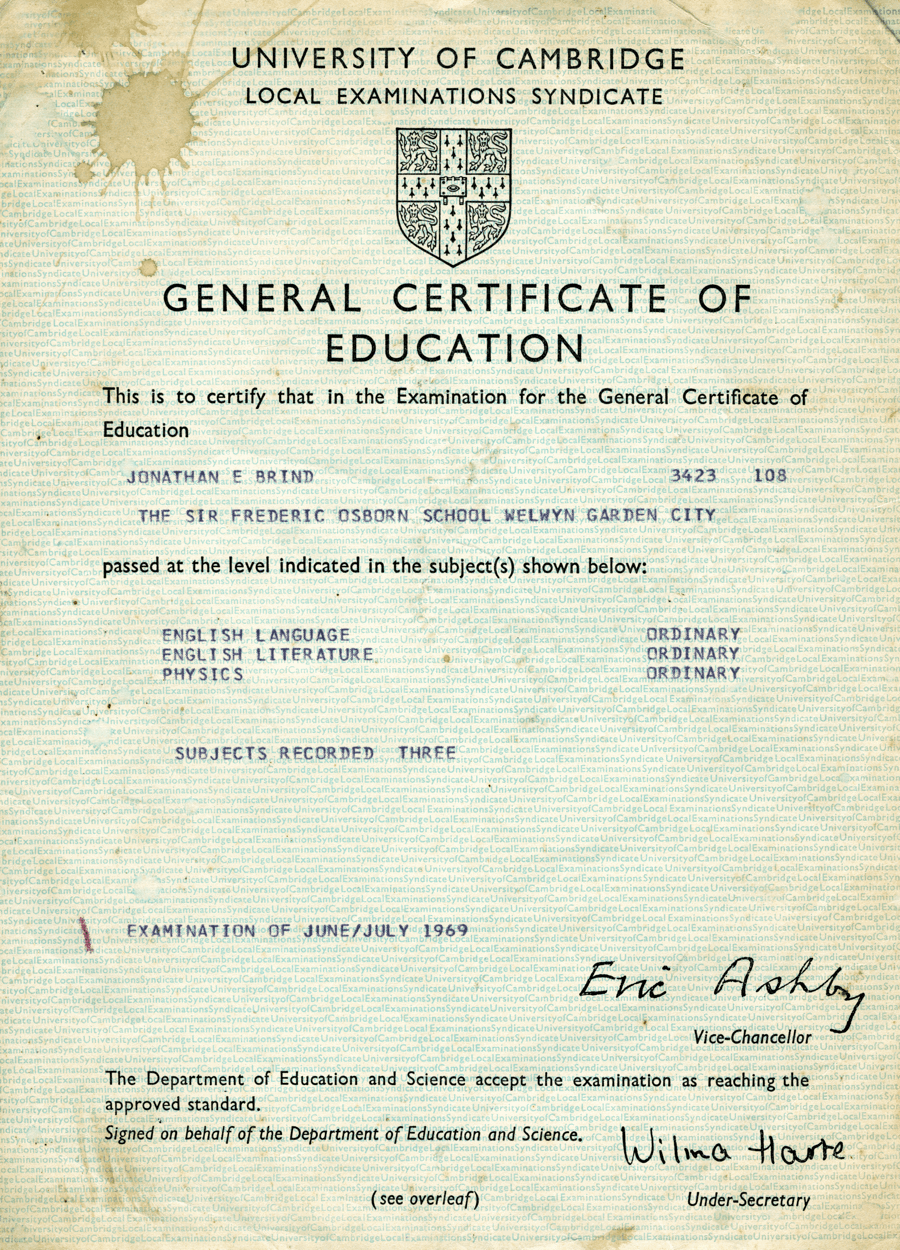 UNIVERSITY OF CAMBRIDGE
LOCAL EXAMINATIONS SYNDICATE
GENERAL CERTIFICATE OF
EDUCATION
This is to certify that in the Examination for the General Certificate of
Education
JONATHAN E BRIND 3423 108
THE SIR FREDERIC OSBORN SCHOOL WELWYN GARDEN CITY
passed at the level indicated in the subject(s) shown below:
ENGLISH LANGUAGE ORDINARY
ENGLISH LITERATURE ORDINARY
PHYSICS ORDINARY
SUBJECTS RECORDED THREE
EXAMINATION OF JUNE/JULY 1969
Eric Ashby
Vice-Chancellor
The Department of Education and Science accept the examination as reaching the
approved standard.
Signed on behalf of the Department of Education and Science.
Wilma Harte
(see overleaf) Under-Secretary